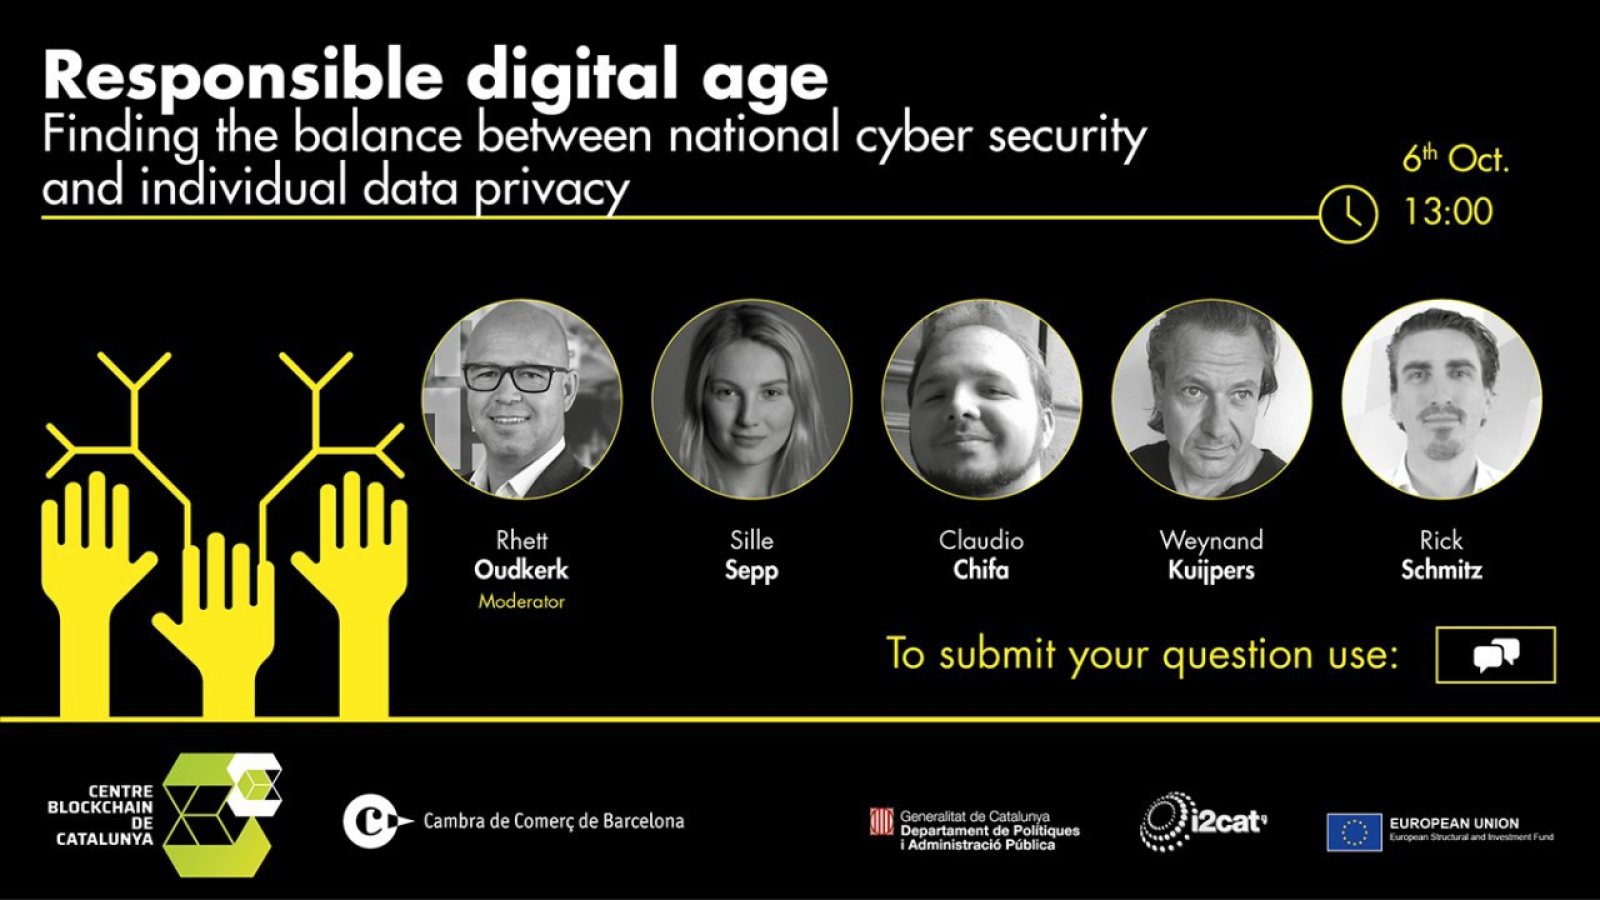 Responsible digital age
Finding the balance between national cyber security
and individual data privacy
6th Oct.
13:00
Rhett
Oudkerk
Moderator
Sille
Sepp
Claudio
Chifa
Weynand
Kuijpers
Rick
Schmitz
To submit your question use:
CENTRE
BLOCKCHAIN
DE
CATALUNYA
c
Cambra de Comerç de Barcelona
Generalitat de Catalunya
Departament de Polítiques
i Administració Pública
i2cat
EUROPEAN UNION
European Structural and Investment Fund